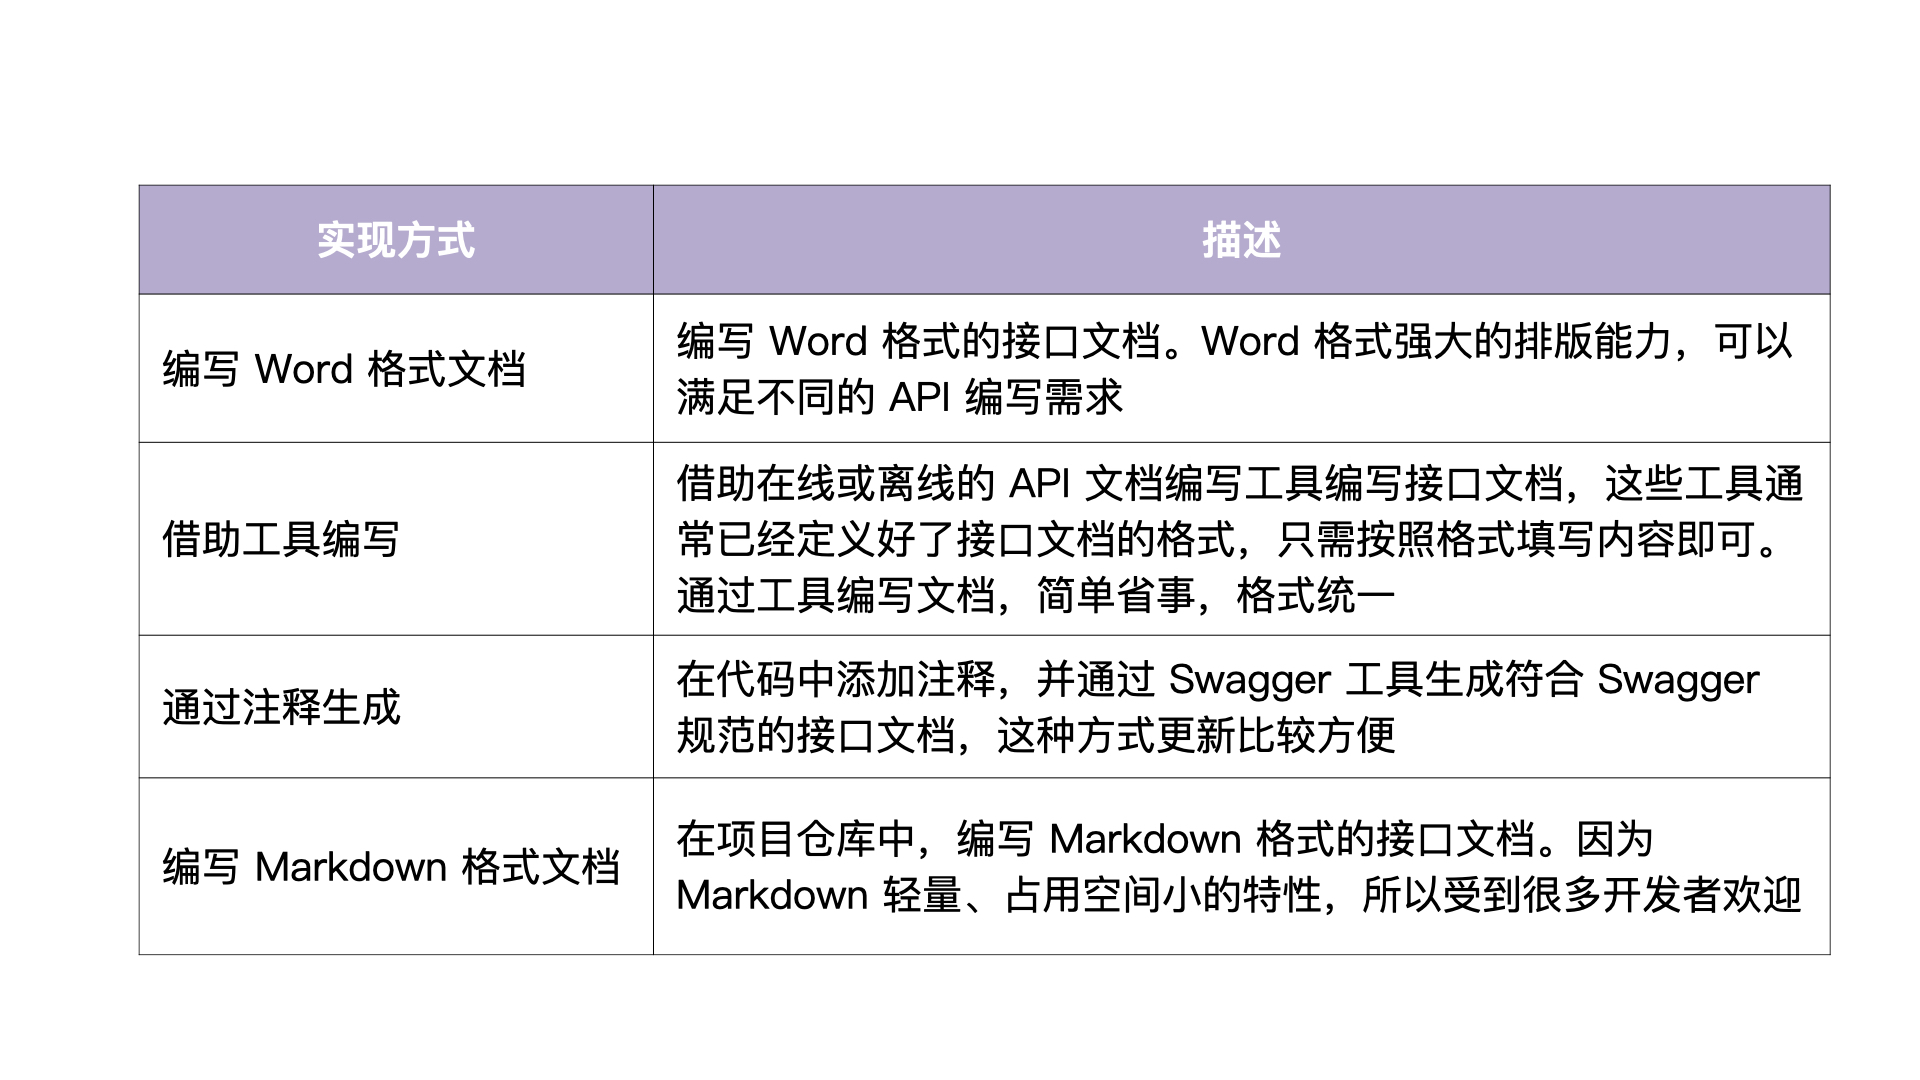 实现方式
描述
编写 Word 格式文档
编写 Word 格式的接口文档。Word 格式强大的排版能力，可以
满足不同的 API 编写需求
借助工具编写
借助在线或离线的 API 文档编写工具编写接口文档，这些工具通
常已经定义好了接口文档的格式，只需按照格式填写内容即可。
通过工具编写文档，简单省事，格式统一
通过注释生成
在代码中添加注释，并通过 Swagger 工具生成符合 Swagger
规范的接口文档，这种方式更新比较方便
编写 Markdown 格式文档
在项目仓库中，编写 Markdown 格式的接口文档。因为
Markdown 轻量、占用空间小的特性，所以受到很多开发者欢迎